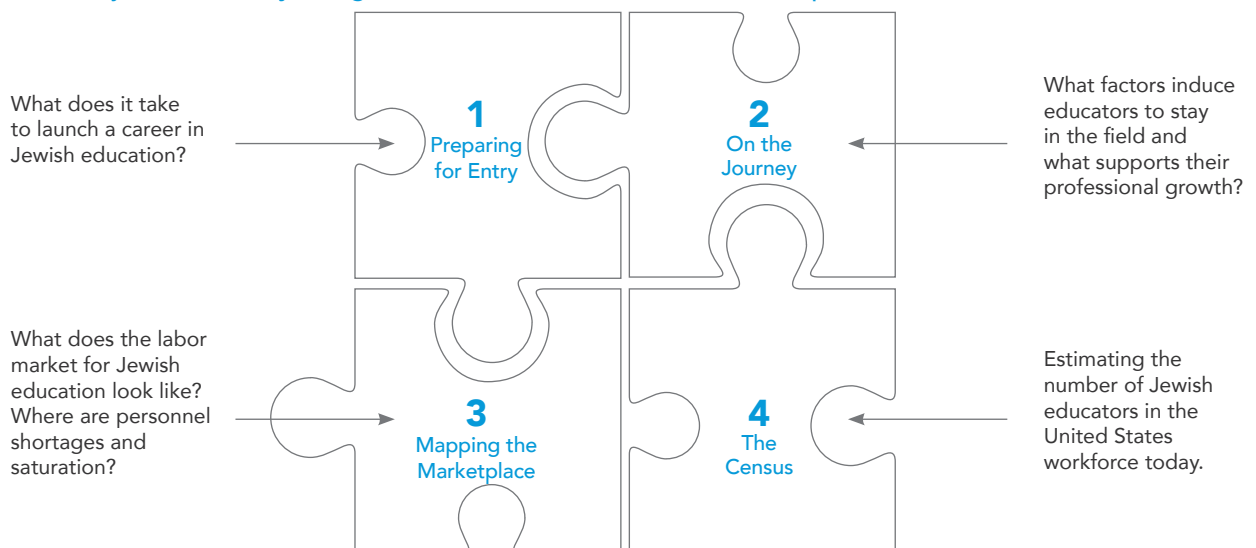 What does it take
to launch a career in
Jewish education?
1
Preparing
for Entry
2
On the
Journey
What factors induce
educators to stay
in the field and
what supports their
professional growth?
What does the labor
market for Jewish
education look like?
Where are personnel
shortages and
saturation?
3
Mapping the
Marketplace
4
The
Census
Estimating the
number of Jewish
educators in the
United States
workforce today.